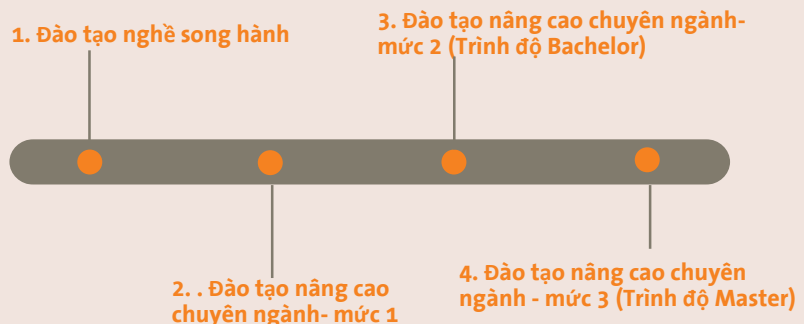 1. Đào tạo nghề song hành
2. . Đào tạo nâng cao
chuyên ngành- mức 1
3. Đào tạo nâng cao chuyên ngành-
mức 2 (Trình độ Bachelor)
4. Đào tạo nâng cao chuyên
ngành - mức 3 (Trình độ Master)